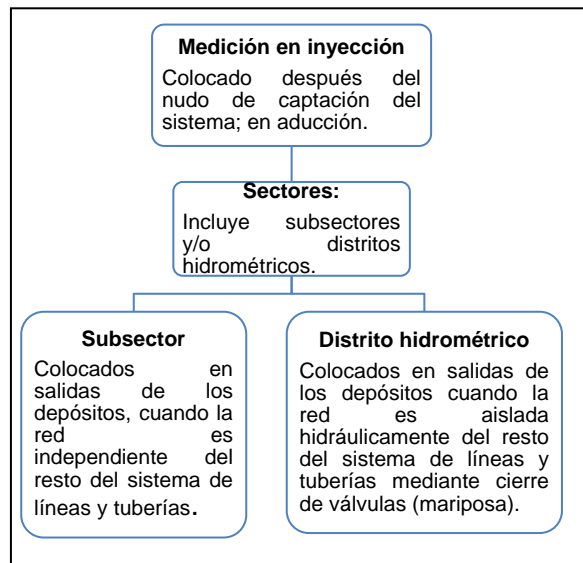 Medición en inyección
Colocado después del
nudo de captación del
sistema; en aducción.
Sectores:
Incluye subsectores
y/o distritos
hidrométricos.
Subsector
Colocados en
salidas de los
depósitos, cuando la
red es
independiente del
resto del sistema de
líneas y tuberías.
Distrito hidrométrico
Colocados en salidas de
los depósitos cuando la
red es aislada
hidráulicamente del resto
del sistema de líneas y
tuberías mediante cierre
de válvulas (mariposa).